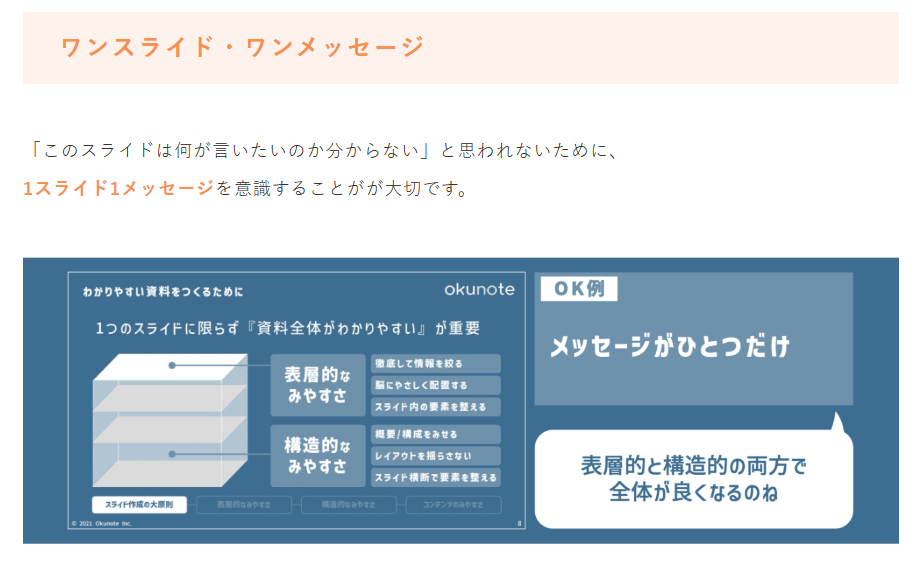 ワンスライド・ワンメッセージ
「このスライドは何が言いたいのか分からない」と思われないために、
1スライド1メッセージを意識することがが大切です。
わかりやすい資料をつくるために
okunote
1つのスライドに限らず『資料全体がわかりやすい』が重要
表層的な
みやすさ
徹底して情報を絞る
脳にやさしく配置する
スライド内の要素を整える
構造的な
みやすさ
概要/構成をみせる
レイアウトを揺らさない
スライド横断で要素を整える
スライド作成の大原則
表層的なみやすさ
構造的なみやすさ
コンテンツのみやすさ
© 2021 Okunote Inc.
8
OK例
メッセージがひとつだけ
表層的と構造的の両方で
全体が良くなるのね